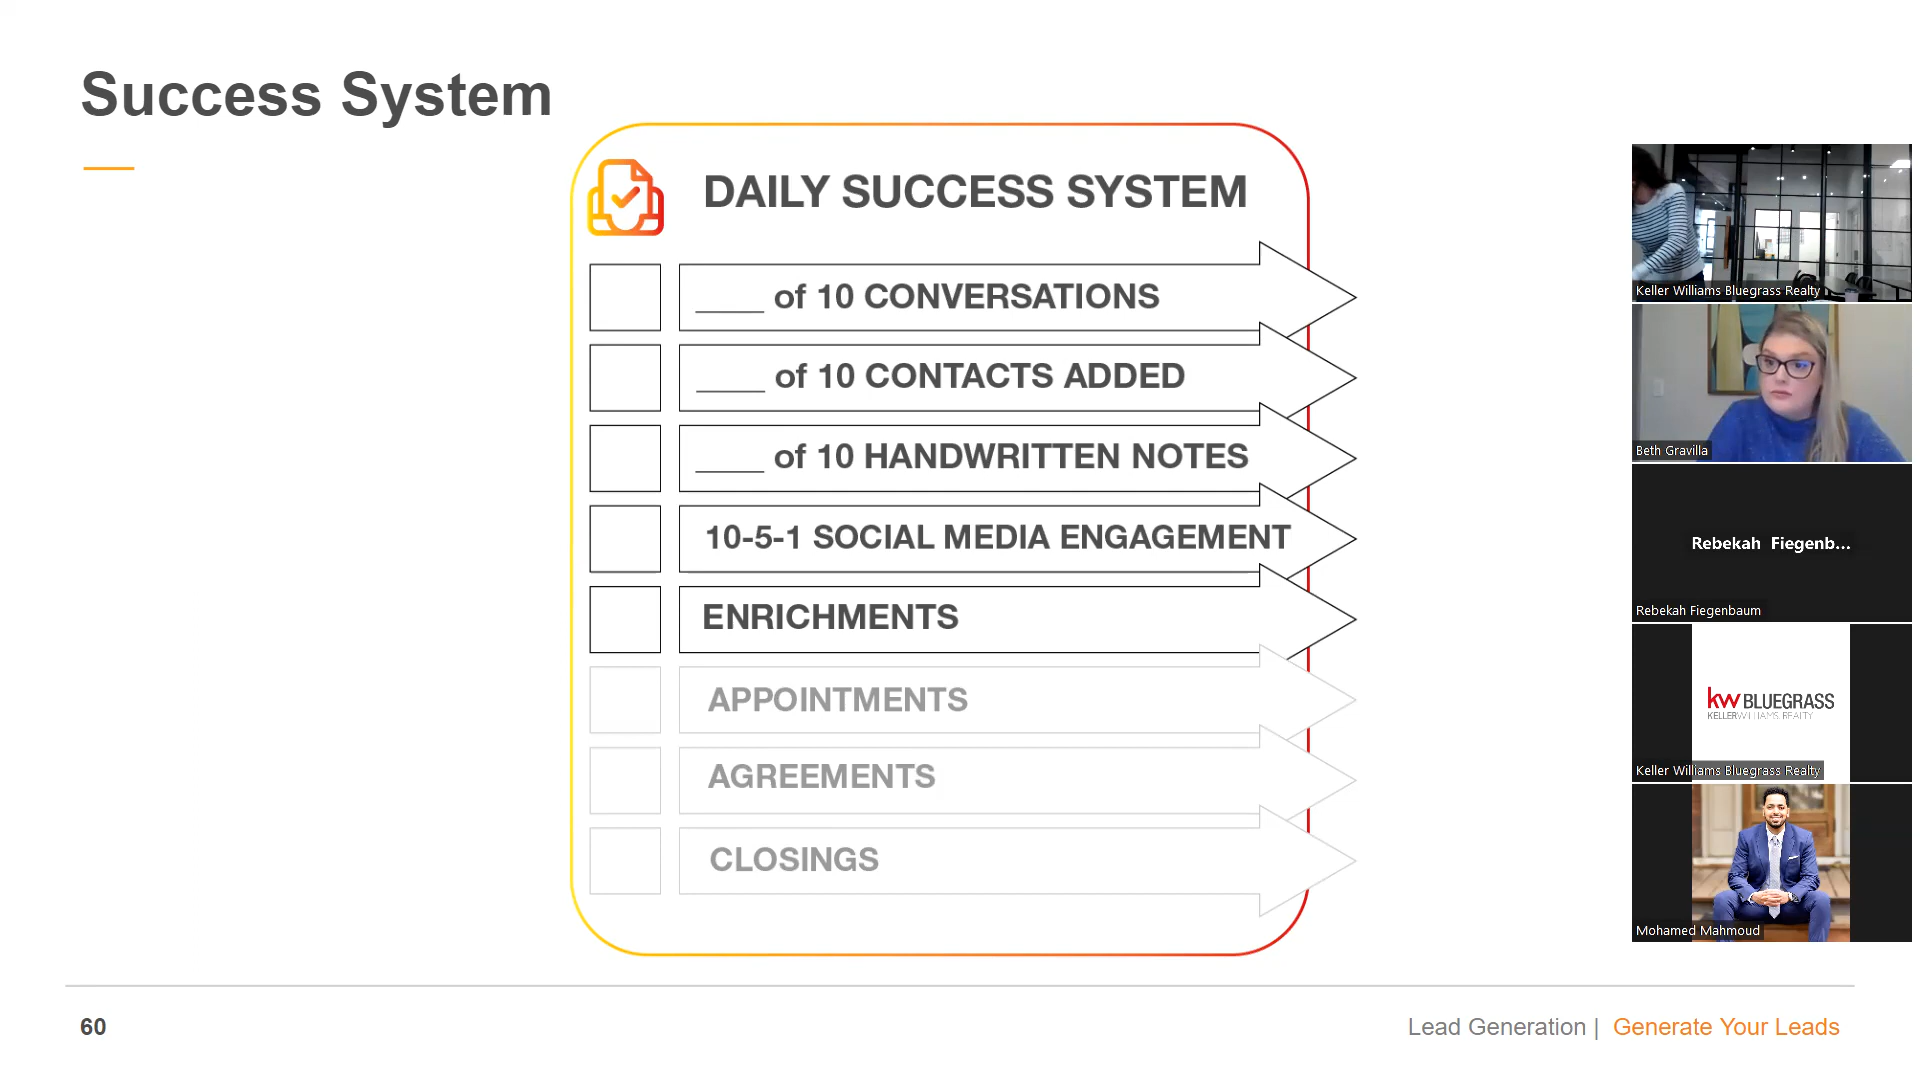 Success System
DAILY SUCCESS SYSTEM
____ of 10 CONVERSATIONS
____ of 10 CONTACTS ADDED
____ of 10 HANDWRITTEN NOTES
10-5-1 SOCIAL MEDIA ENGAGEMENT
ENRICHMENTS
APPOINTMENTS
AGREEMENTS
CLOSINGS
60
Lead Generation | Generate Your Leads
Keller Williams Bluegrass Realty
Beth Gravilla
Rebekah Fiegenb...
Rebekah Fiegenbaum
kw BLUEGRASS
KELLERWILLIAMS. REALTY
Keller Williams Bluegrass Realty
Mohamed Mahmoud